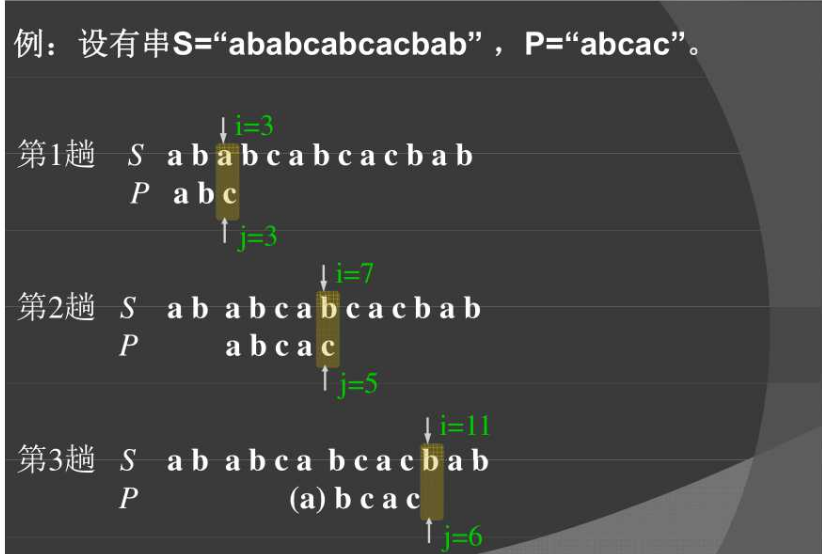 例：设有串S=“ababcabcacbab”，P=“abcac”。
i=3
第1趟 S a b a b c a b c a c b a b
P a b c
j=3
i=7
第2趟 S a b a b c a b c a c b a b
P a b c a c
j=5
i=11
第3趟 S a b a b c a b c a c b a b
P (a) b c a c
j=6